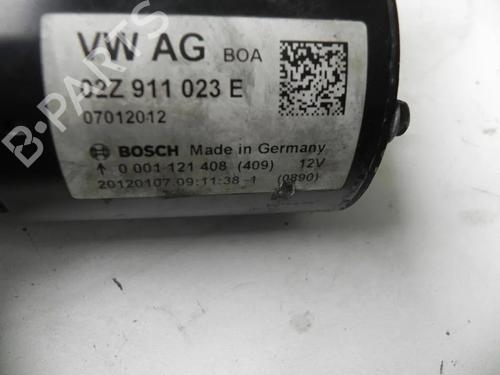 VW AG BOA
02Z 911 023 E
07012012
BOSCH Made in Germany
↑ 0 001 121 408 (409) 12V
20120107.09:11:38-1 (0890)
B-PARTS